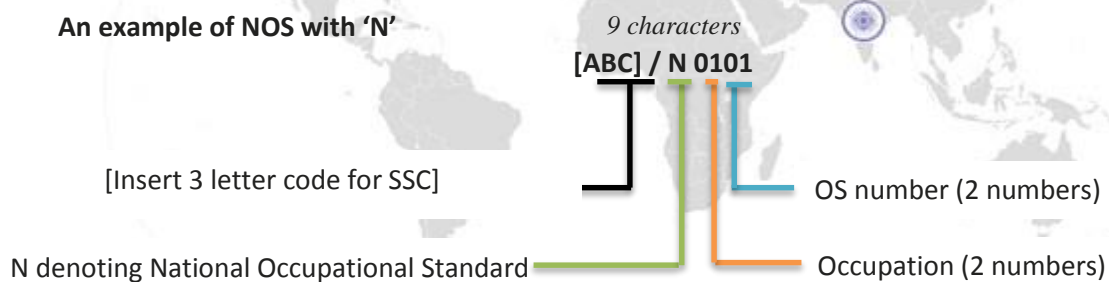 An example of NOS with ‘N’
9 characters
[ABC] / N 0101
[Insert 3 letter code for SSC]
OS number (2 numbers)
N denoting National Occupational Standard
Occupation (2 numbers)